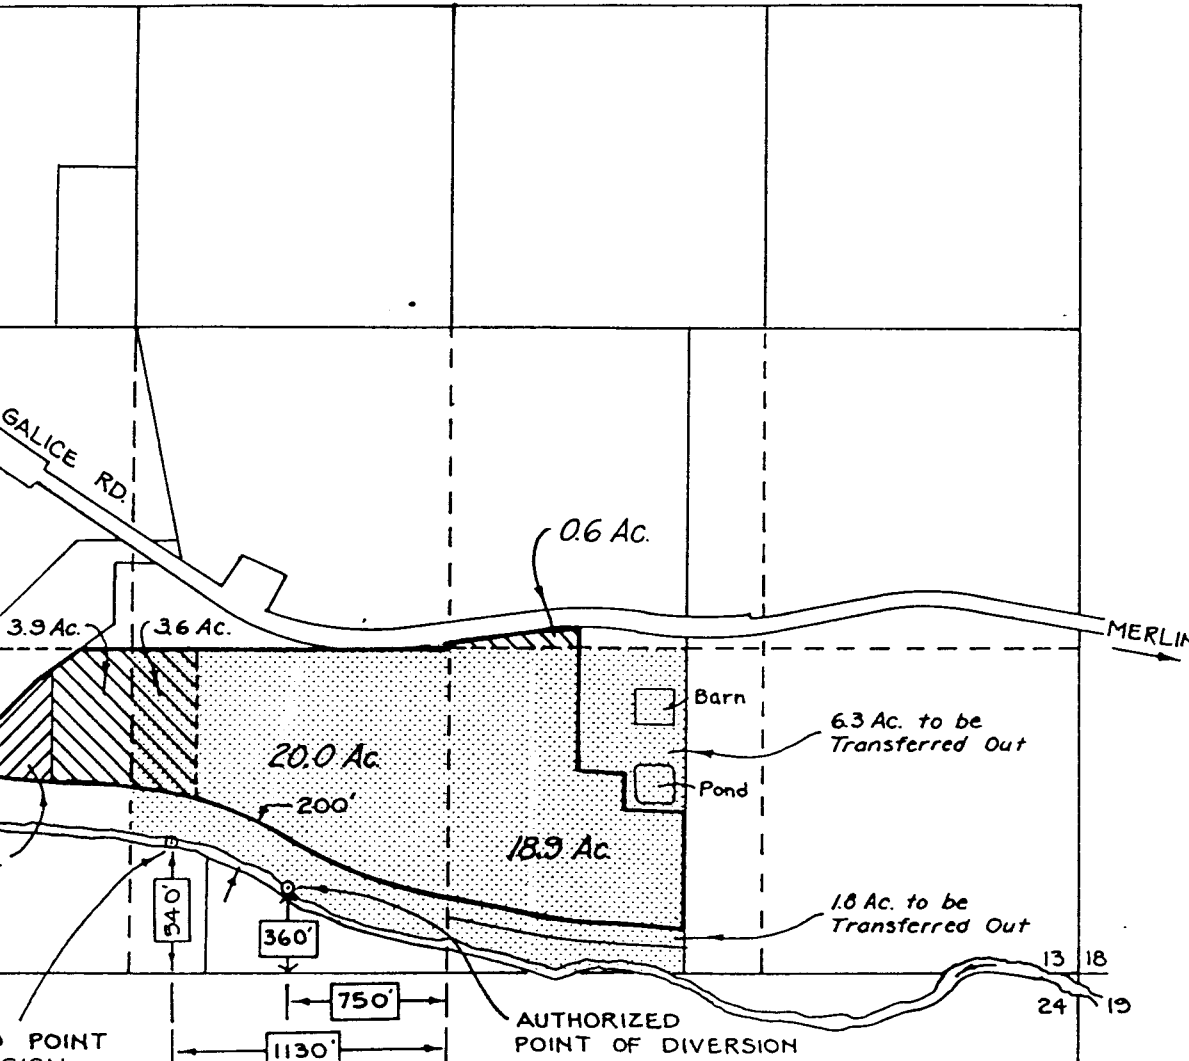 GALICE RD.
0.6 Ac.
3.9 Ac.
3.6 Ac.
MERLIN
Barn
6.3 Ac. to be
Transferred Out
20.0 Ac.
Pond
200'
18.9 Ac.
1.8 Ac. to be
Transferred Out
340'
360'
13 18
24 19
750'
AUTHORIZED
POINT OF DIVERSION
POINT
1130'